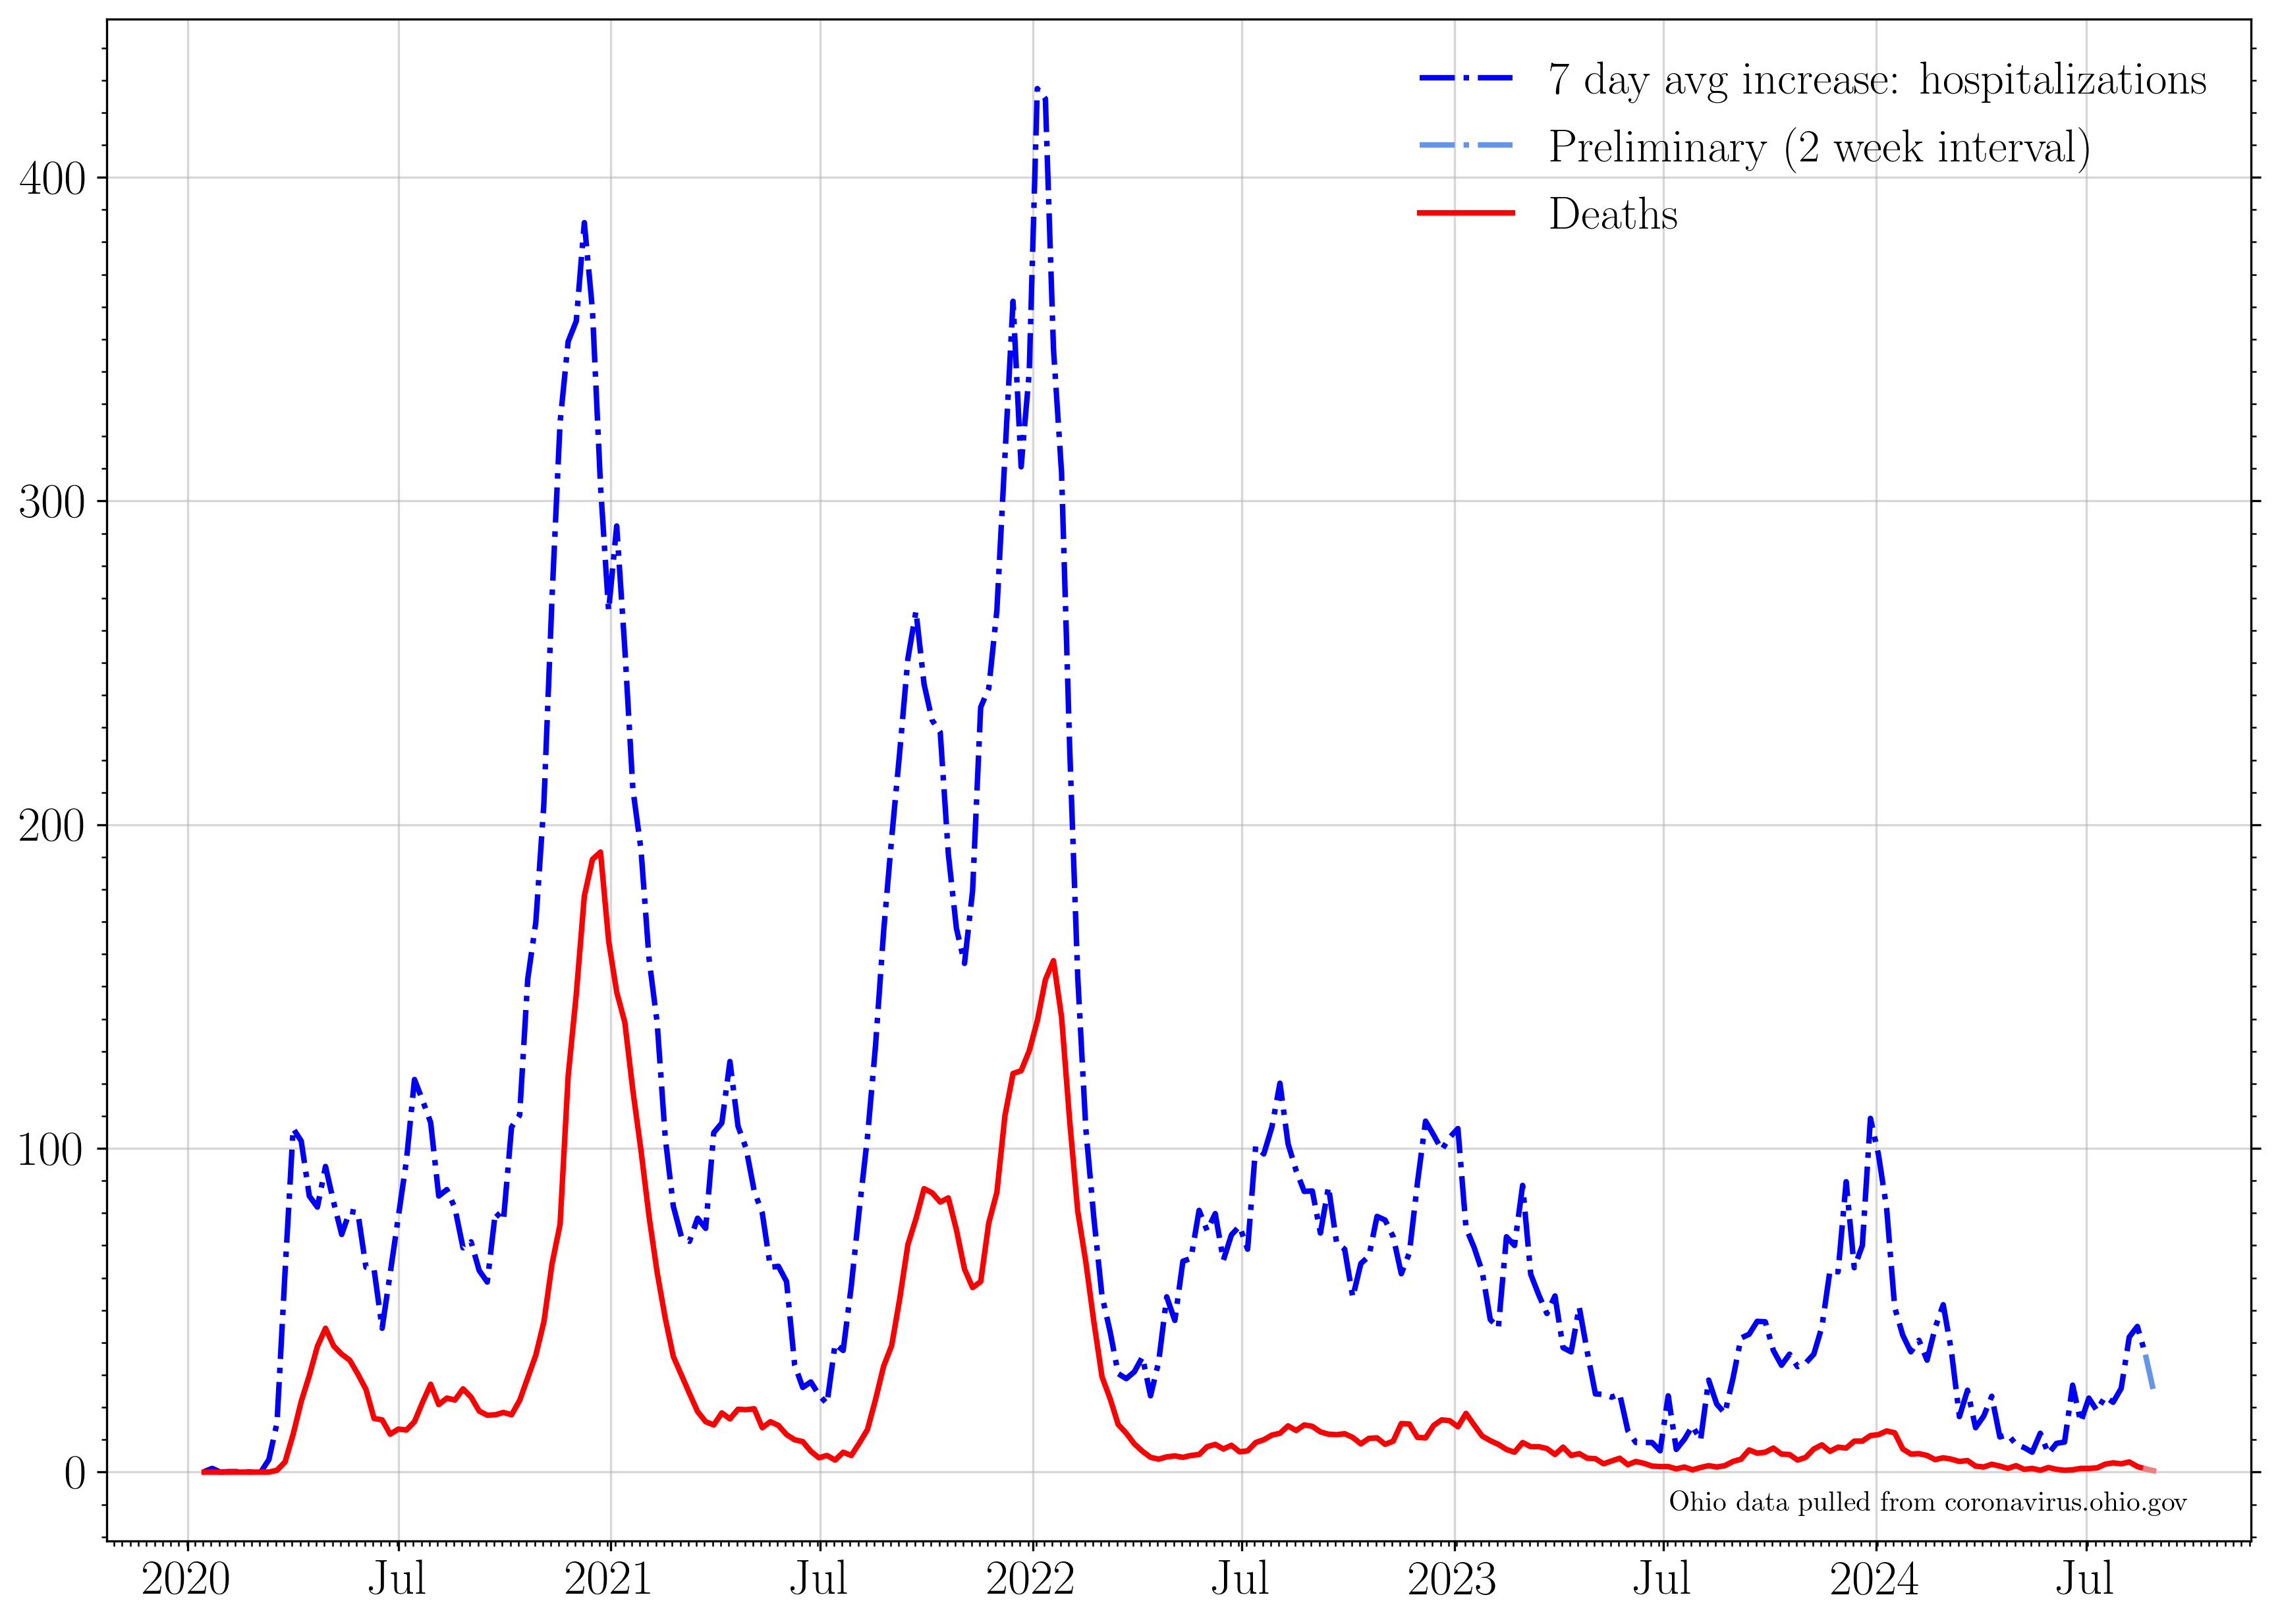 7 day avg increase: hospitalizations
Preliminary (2 week interval)
Deaths
400
300
200
100
0
Ohio data pulled from coronavirus.ohio.gov
2020 Jul 2021 Jul 2022 Jul 2023 Jul 2024 Jul